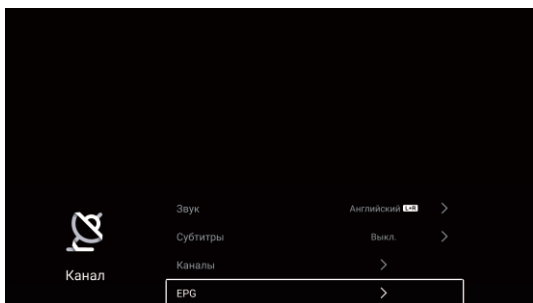 Звук Английский L+R
Субтитры Выкл.
Каналы
Канал
EPG